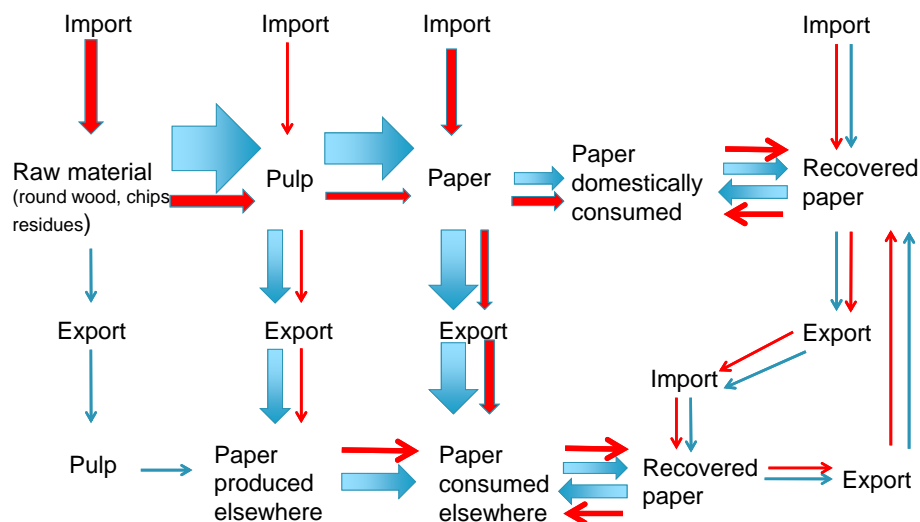 Import
Import
Import
Import
Raw material
(round wood, chips
residues)
Pulp
Paper
Paper
domestically
consumed
Recovered
paper
Export
Export
Export
Export
Import
Pulp
Paper
produced
elsewhere
Paper
consumed
elsewhere
Recovered
paper
Export